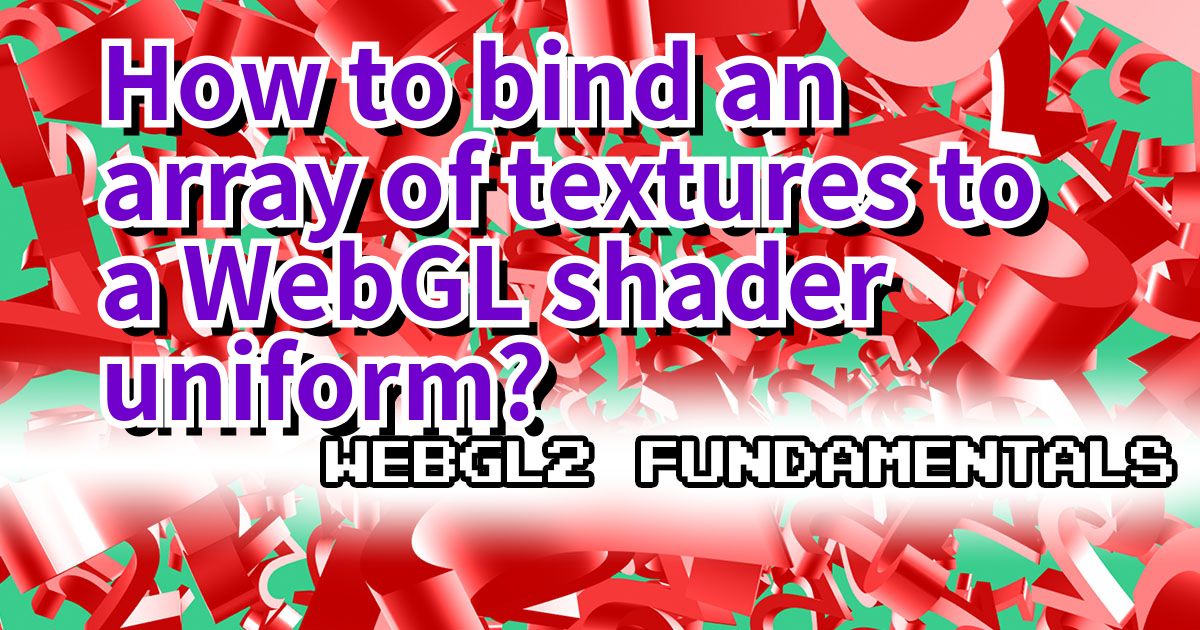 How to bind an
array of textures to
a WebGL shader
uniform?
WEBGL2 FUNDAMENTALS